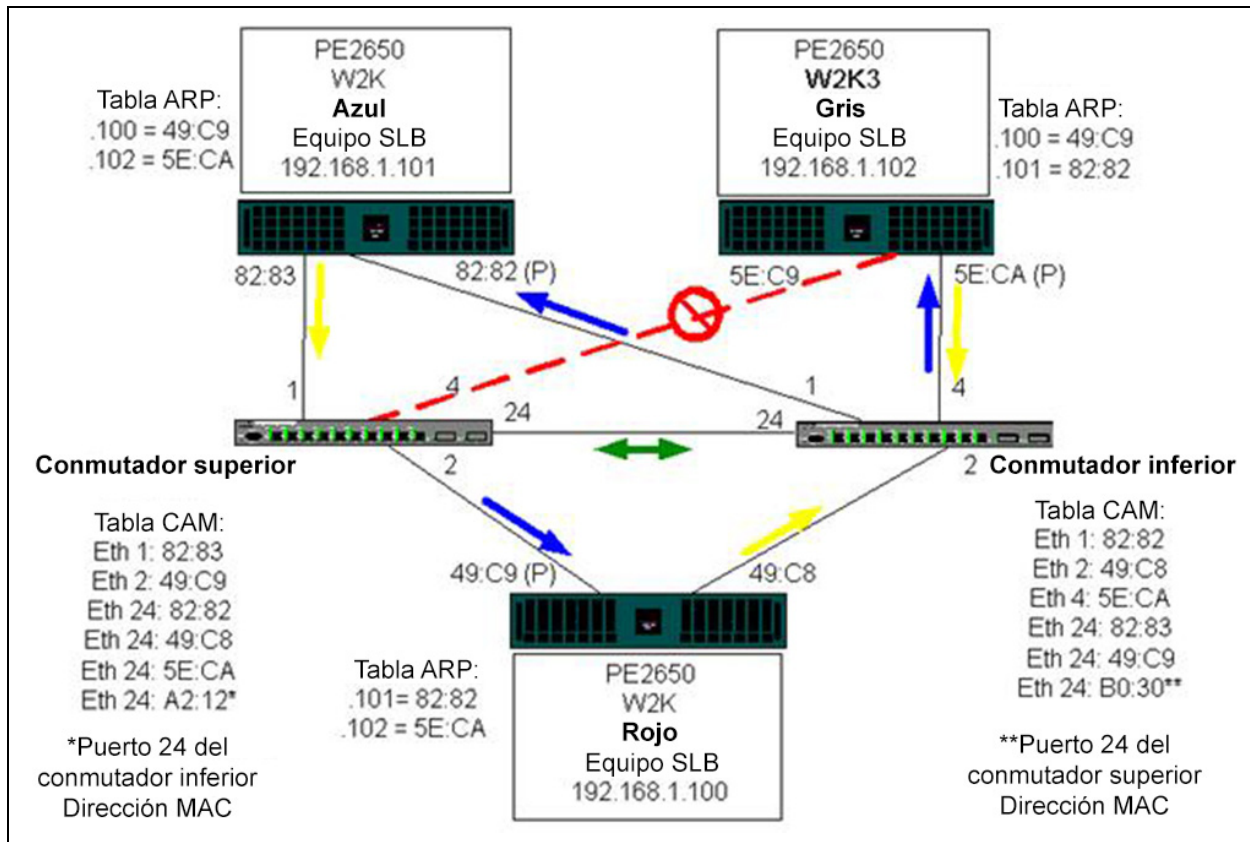 PE2650
W2K
Azul
Equipo SLB
192.168.1.101
Tabla ARP:
.100 = 49:C9
.102 = 5E:CA
PE2650
W2K3
Gris
Equipo SLB
192.168.1.102
Tabla ARP:
.100 = 49:C9
.101 = 82:82
82:83
82:82 (P)
5E:C9
5E:CA (P)
1
4
24
2
1
4
24
2
Conmutador superior
Tabla CAM:
Eth 1: 82:83
Eth 2: 49:C9
Eth 24: 82:82
Eth 24: 49:C8
Eth 24: 5E:CA
Eth 24: A2:12*
*Puerto 24 del
conmutador inferior
Dirección MAC
Conmutador inferior
Tabla CAM:
Eth 1: 82:82
Eth 2: 49:C8
Eth 4: 5E:CA
Eth 24: 82:83
Eth 24: 49:C9
Eth 24: B0:30**
**Puerto 24 del
conmutador superior
Dirección MAC
49:C9 (P)
49:C8
Tabla ARP:
.101= 82:82
.102 = 5E:CA
PE2650
W2K
Rojo
Equipo SLB
192.168.1.100